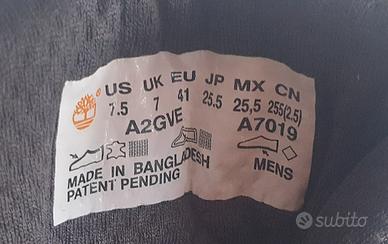 US UK EU JP MX CN
7.5 7 41 25.5 25,5 255(2.5)
A2GVE A7019
MADE IN BANGLADESH MENS
PATENT PENDING
subito